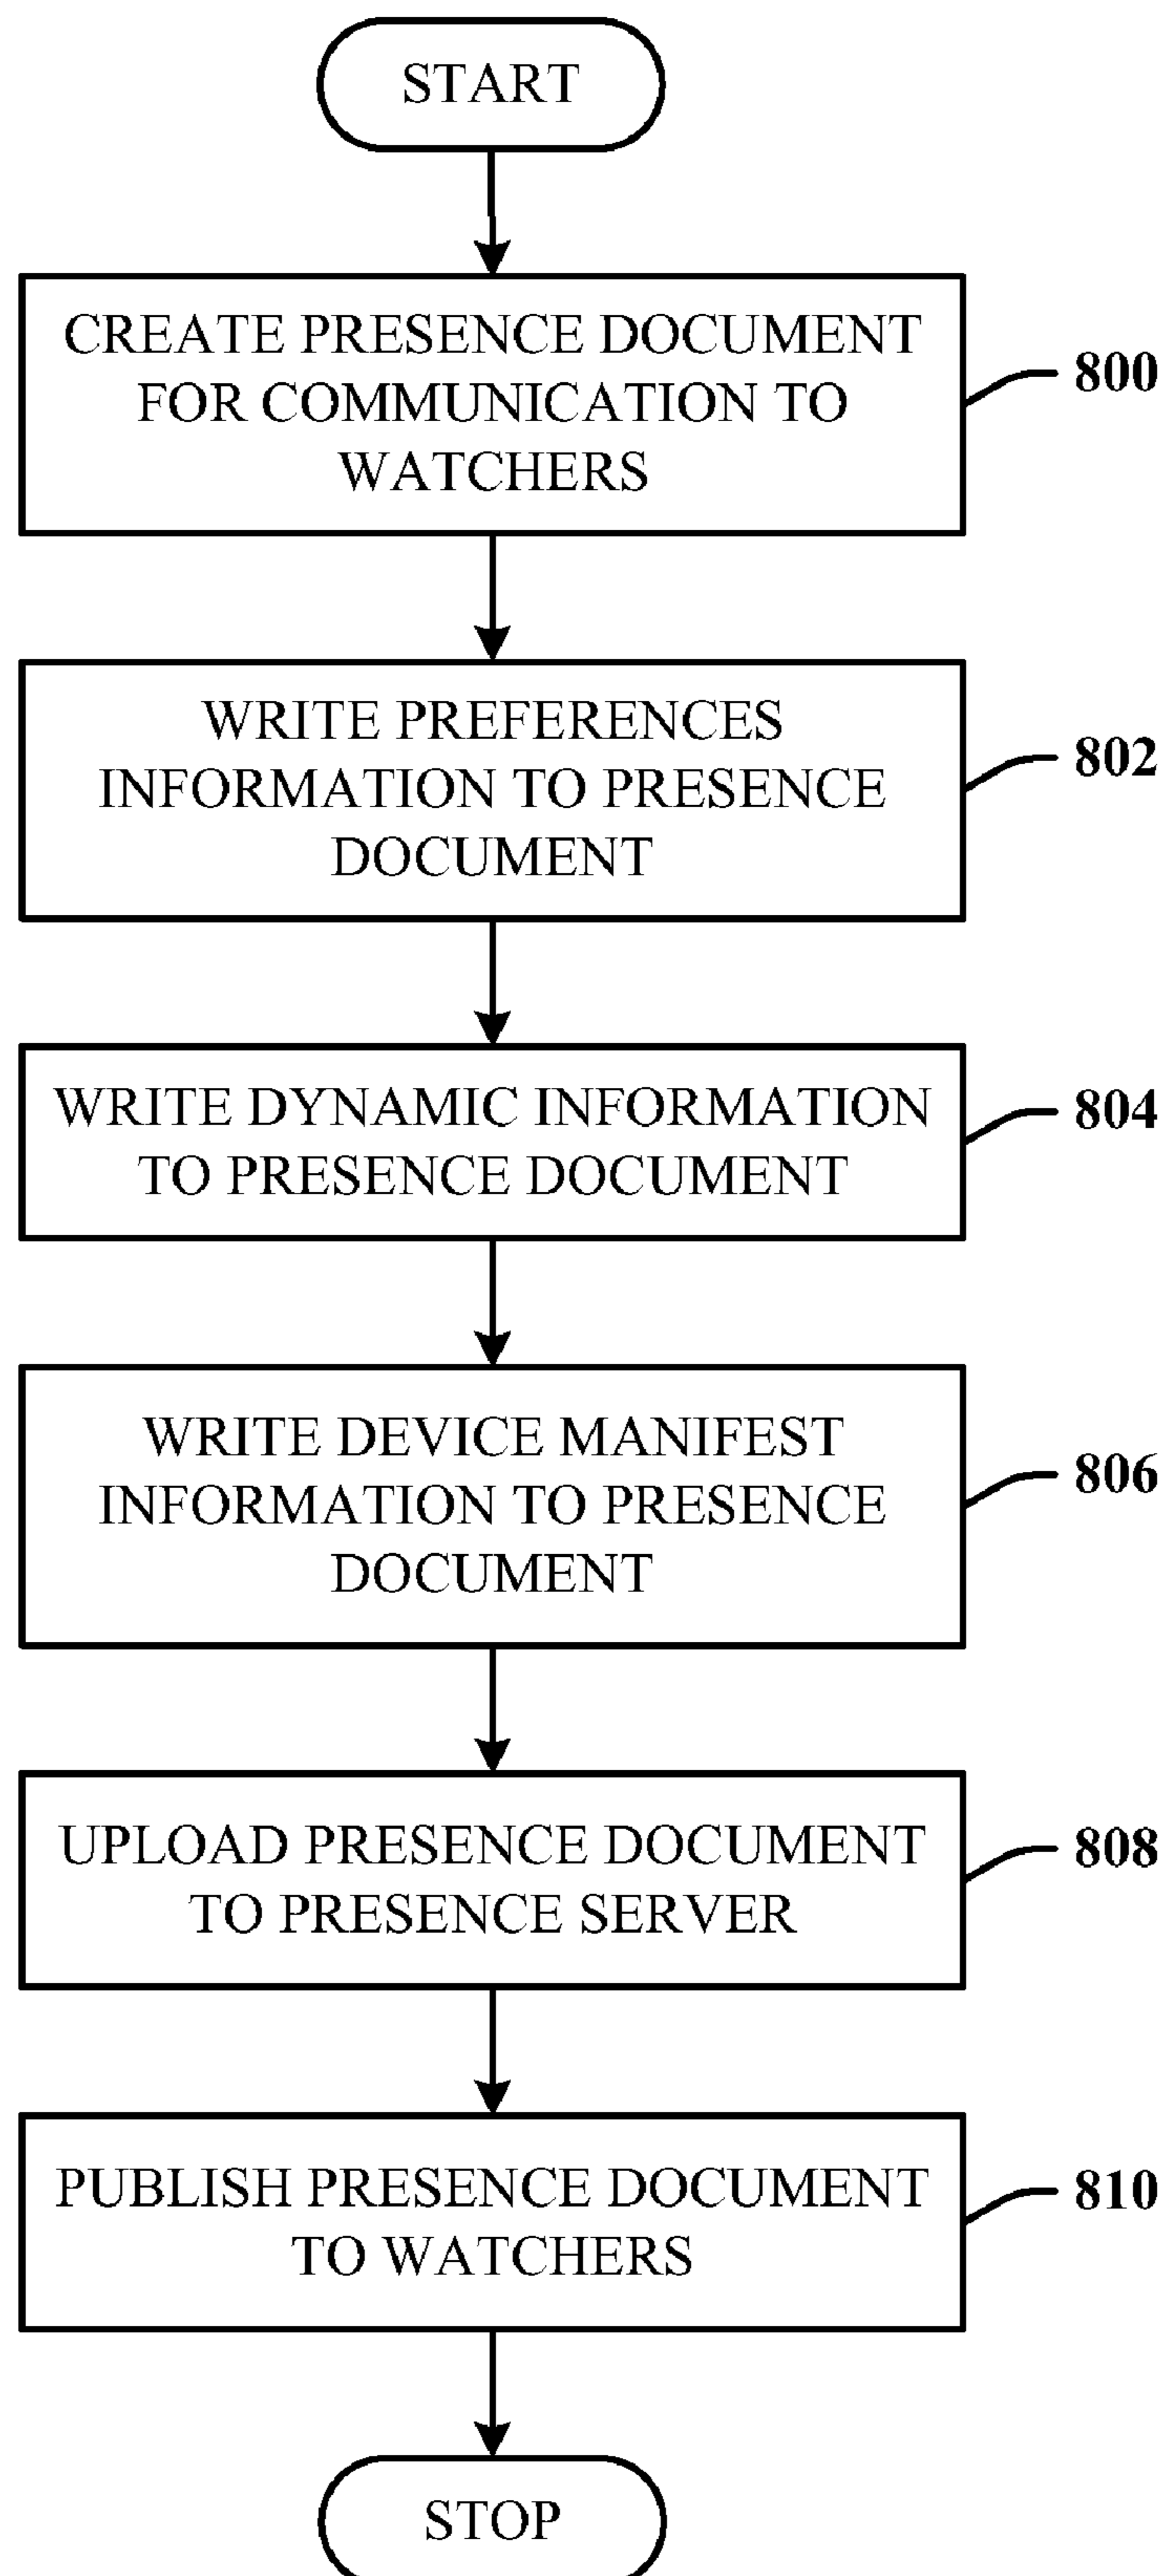 START
CREATE PRESENCE DOCUMENT
FOR COMMUNICATION TO
WATCHERS
800
WRITE PREFERENCES
INFORMATION TO PRESENCE
DOCUMENT
802
WRITE DYNAMIC INFORMATION
TO PRESENCE DOCUMENT
804
WRITE DEVICE MANIFEST
INFORMATION TO PRESENCE
DOCUMENT
806
UPLOAD PRESENCE DOCUMENT
TO PRESENCE SERVER
808
PUBLISH PRESENCE DOCUMENT
TO WATCHERS
810
STOP